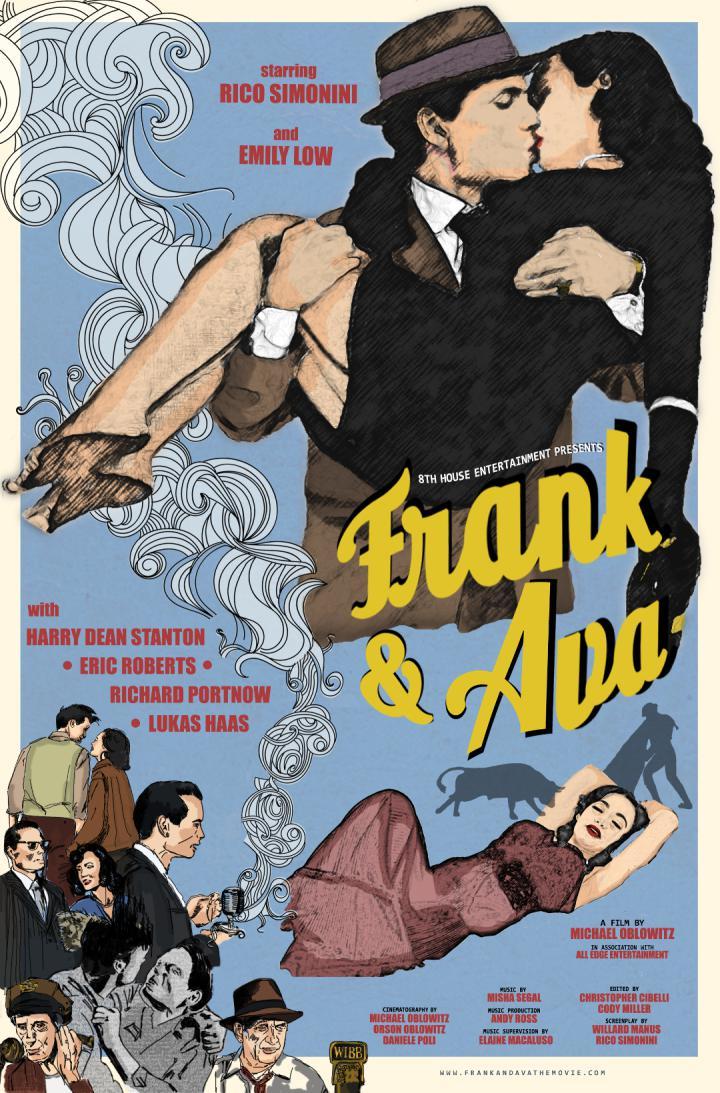 starring
RICO SIMONINI
and
EMILY LOW
8TH HOUSE ENTERTAINMENT PRESENTS
Frank
& Ava
with
HARRY DEAN STANTON
• ERIC ROBERTS •
RICHARD PORTNOW
• LUKAS HAAS
A FILM BY
MICHAEL OBLOWITZ
IN ASSOCIATION WITH
ALL EDGE ENTERTAINMENT
CINEMATOGRAPHY BY
MICHAEL OBLOWITZ
ORSON OBLOWITZ
DANIELE POLI
MUSIC BY
MISHA SEGAL
MUSIC PRODUCTION
ANDY ROSS
MUSIC SUPERVISION BY
ELAINE MACALUSO
EDITED BY
CHRISTOPHER CIBELLI
CODY MILLER
SCREENPLAY BY
WILLARD MANUS
RICO SIMONINI
WIBB
WWW.FRANKANDAVATHEMOVIE.COM